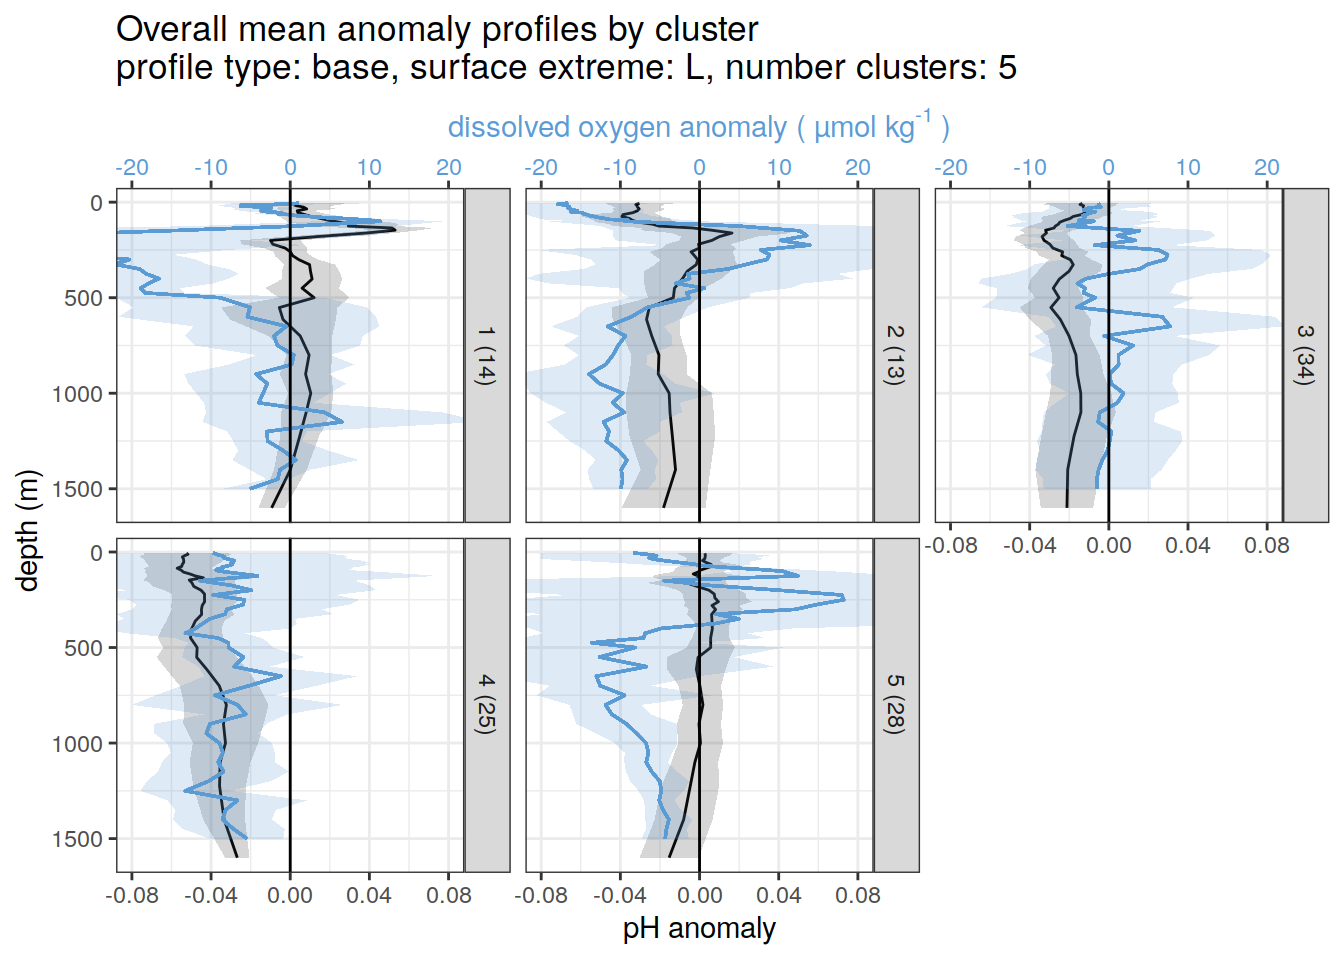 Overall mean anomaly profiles by cluster
profile type: base, surface extreme: L, number clusters: 5
dissolved oxygen anomaly ( µmol kg-1 )
-20 -10 0 10 20 -20 -10 0 10 20 -20 -10 0 10 20
0
500
1000
1500
1 (14)
2 (13)
3 (34)
-0.08 -0.04 0.00 0.04 0.08
depth (m)
0
500
1000
1500
4 (25)
5 (28)
-0.08 -0.04 0.00 0.04 0.08 -0.08 -0.04 0.00 0.04 0.08
pH anomaly